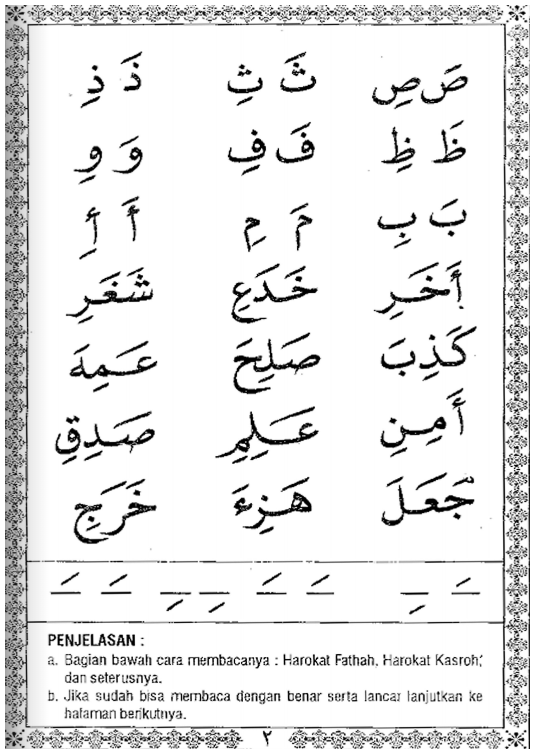 صَ صِ ثَ ثِ ذَ ذِ
ظَ ظِ فَ فِ وَ وِ
بَ بِ مَ مِ أَ أِ
أَخَرِ خَدَعِ شَغَرِ
كَذِبَ صَلِحَ عَمِهَ
أَمِنِ عَلِمِ صَدِقِ
جَعَلَ هَزِءَ خَرَجِ
PENJELASAN :
a. Bagian bawah cara membacanya : Harokat Fathah, Harokat Kasroh,
dan seterusnya.
b. Jika sudah bisa membaca dengan benar serta lancar lanjutkan ke
halaman berikutnya.
٢